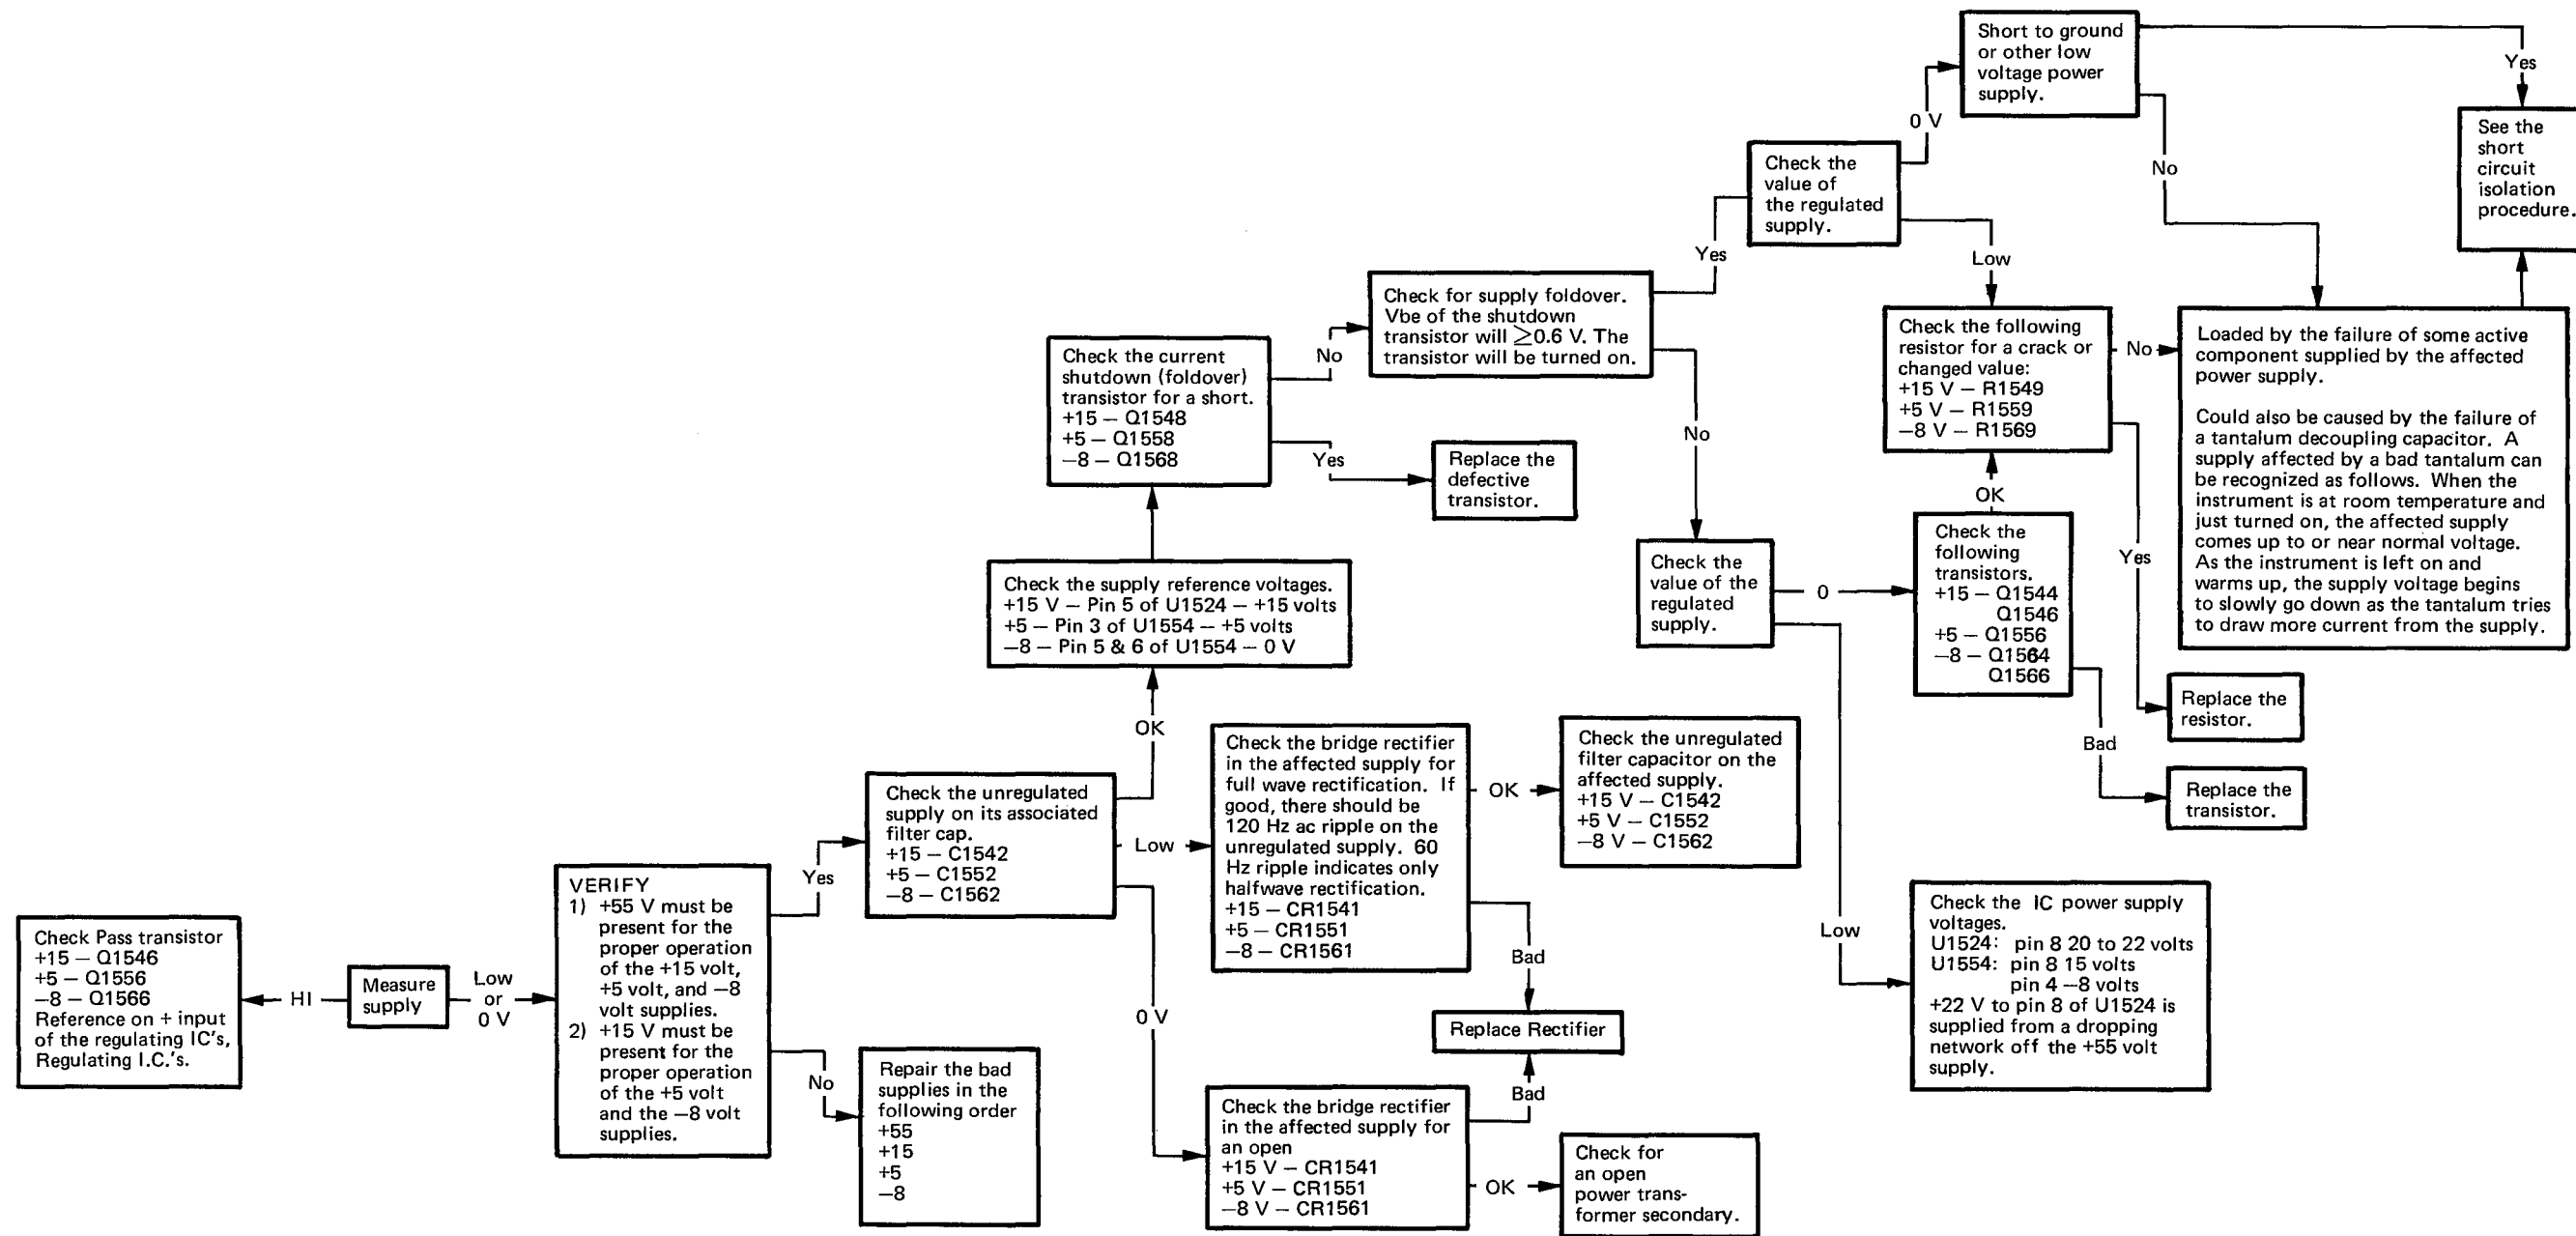 Check Pass transistor
+15 – Q1546
+5 – Q1556
–8 – Q1566
Reference on + input
of the regulating IC's,
Regulating I.C.'s.
HI
Measure
supply
Low
or
0 V
VERIFY
1) +55 V must be
present for the
proper operation
of the +15 volt,
+5 volt, and –8
volt supplies.
2) +15 V must be
present for the
proper operation
of the +5 volt
and the –8 volt
supplies.
Yes
No
Repair the bad
supplies in the
following order
+55
+15
+5
–8
Check the unregulated
supply on its associated
filter cap.
+15 – C1542
+5 – C1552
–8 – C1562
OK
Low
0 V
Check the supply reference voltages.
+15 V – Pin 5 of U1524 – +15 volts
+5 – Pin 3 of U1554 – +5 volts
–8 – Pin 5 & 6 of U1554 – 0 V
Check the current
shutdown (foldover)
transistor for a short.
+15 – Q1548
+5 – Q1558
–8 – Q1568
No
Yes
Replace the
defective
transistor.
Check the bridge rectifier
in the affected supply for
full wave rectification. If
good, there should be
120 Hz ac ripple on the
unregulated supply. 60
Hz ripple indicates only
halfwave rectification.
+15 – CR1541
+5 – CR1551
–8 – CR1561
OK
Bad
Check the unregulated
filter capacitor on the
affected supply.
+15 V – C1542
+5 V – C1552
–8 V – C1562
Replace Rectifier
Bad
Check the bridge rectifier
in the affected supply for
an open
+15 V – CR1541
+5 V – CR1551
–8 V – CR1561
OK
Check for
an open
power trans-
former secondary.
Check for supply foldover.
Vbe of the shutdown
transistor will ≥0.6 V. The
transistor will be turned on.
Yes
No
Check the
value of
the regulated
supply.
0 V
Low
Short to ground
or other low
voltage power
supply.
Yes
No
See the
short
circuit
isolation
procedure.
Check the following
resistor for a crack or
changed value:
+15 V – R1549
+5 V – R1559
–8 V – R1569
No
Yes
Loaded by the failure of some active
component supplied by the affected
power supply.
Could also be caused by the failure of
a tantalum decoupling capacitor. A
supply affected by a bad tantalum can
be recognized as follows. When the
instrument is at room temperature and
just turned on, the affected supply
comes up to or near normal voltage.
As the instrument is left on and
warms up, the supply voltage begins
to slowly go down as the tantalum tries
to draw more current from the supply.
Check the
value of the
regulated
supply.
0
Low
OK
Check the
following
transistors.
+15 – Q1544
Q1546
+5 – Q1556
–8 – Q1564
Q1566
Bad
Replace the
resistor.
Replace the
transistor.
Check the IC power supply
voltages.
U1524: pin 8 20 to 22 volts
U1554: pin 8 15 volts
pin 4 –8 volts
+22 V to pin 8 of U1524 is
supplied from a dropping
network off the +55 volt
supply.